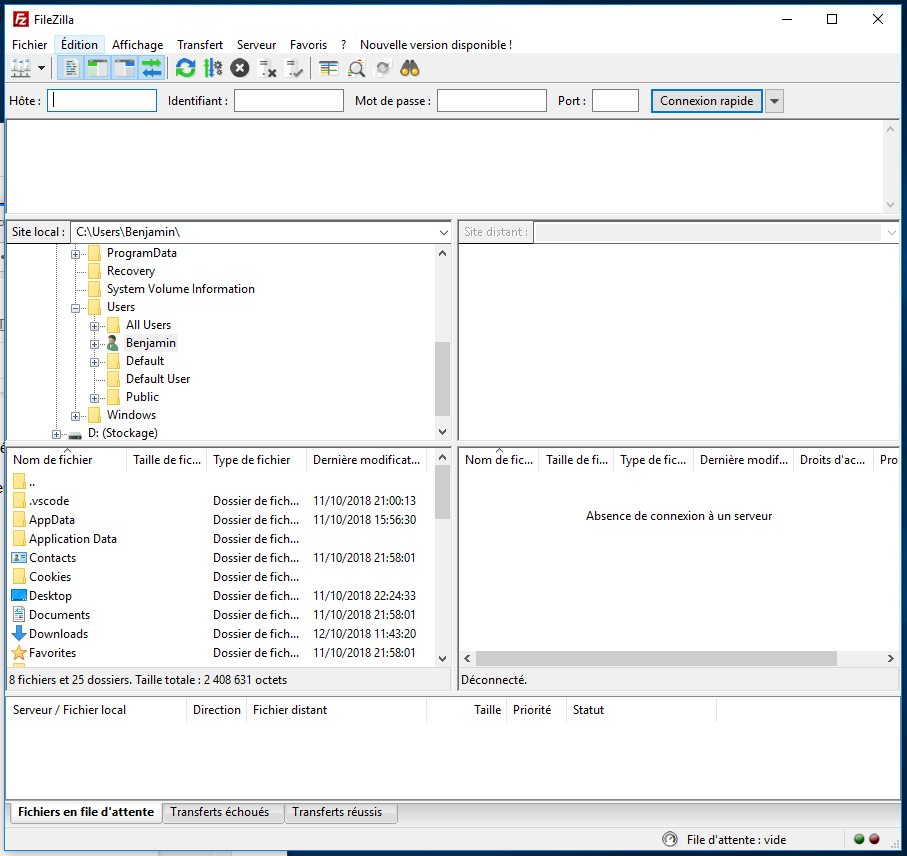 FileZilla
Fichier Édition Affichage Transfert Serveur Favoris ? Nouvelle version disponible !
Hôte : Identifiant : Mot de passe : Port : Connexion rapide
Site local : C:\Users\Benjamin\ Site distant :
ProgramData
Recovery
System Volume Information
Users
All Users
Benjamin
Default
Default User
Public
Windows
D: (Stockage)
Nom de fichier Taille de fic... Type de fichier Dernière modificat... Nom de fic... Taille de fi... Type de fic... Dernière modif... Droits d'ac... Pro
..
.vscode Dossier de fich... 11/10/2018 21:00:13
AppData Dossier de fich... 11/10/2018 15:56:30
Absence de connexion à un serveur
Application Data Dossier de fich...
Contacts Dossier de fich... 11/10/2018 21:58:01
Cookies Dossier de fich...
Desktop Dossier de fich... 11/10/2018 22:24:33
Documents Dossier de fich... 11/10/2018 21:58:01
Downloads Dossier de fich... 12/10/2018 11:43:20
Favorites Dossier de fich... 11/10/2018 21:58:01
8 fichiers et 25 dossiers. Taille totale : 2 408 631 octets Déconnecté.
Serveur / Fichier local Direction Fichier distant Taille Priorité Statut
Fichiers en file d'attente Transferts échoués Transferts réussis
File d'attente : vide